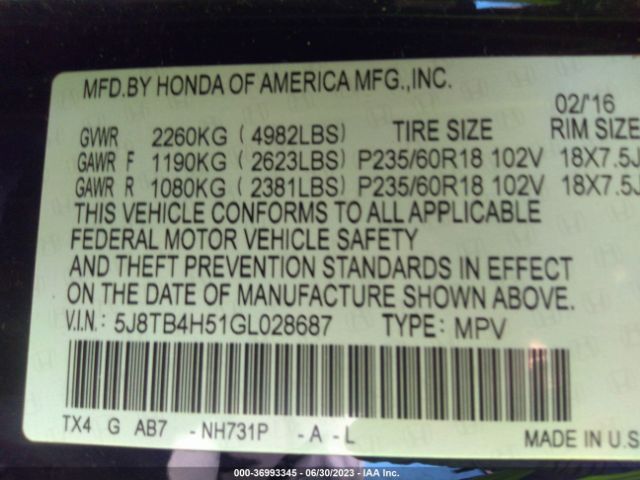 MFD.BY HONDA OF AMERICA MFG.,INC.
02/'16
GVWR 2260KG ( 4982LBS) TIRE SIZE RIM SIZE
GAWR F 1190KG ( 2623LBS) P235/60R18 102V 18X7.5J
GAWR R 1080KG ( 2381LBS) P235/60R18 102V 18X7.5J
THIS VEHICLE CONFORMS TO ALL APPLICABLE
FEDERAL MOTOR VEHICLE SAFETY
AND THEFT PREVENTION STANDARDS IN EFFECT
ON THE DATE OF MANUFACTURE SHOWN ABOVE.
V.I.N.: 5J8TB4H51GL028687 TYPE: MPV
TX4 G AB7 -NH731P -A-L
MADE IN U.S
000-36993345 - 06/30/2023 - IAA Inc.